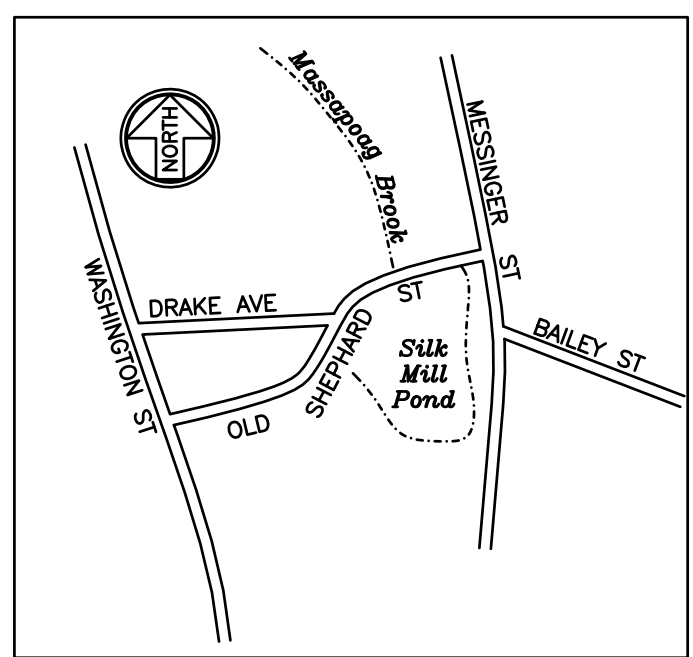 Massapoag Brook
NORTH
MESSINGER ST
WASHINGTON ST
DRAKE AVE
OLD SHEPHARD ST
BAILEY ST
Silk
Mill
Pond